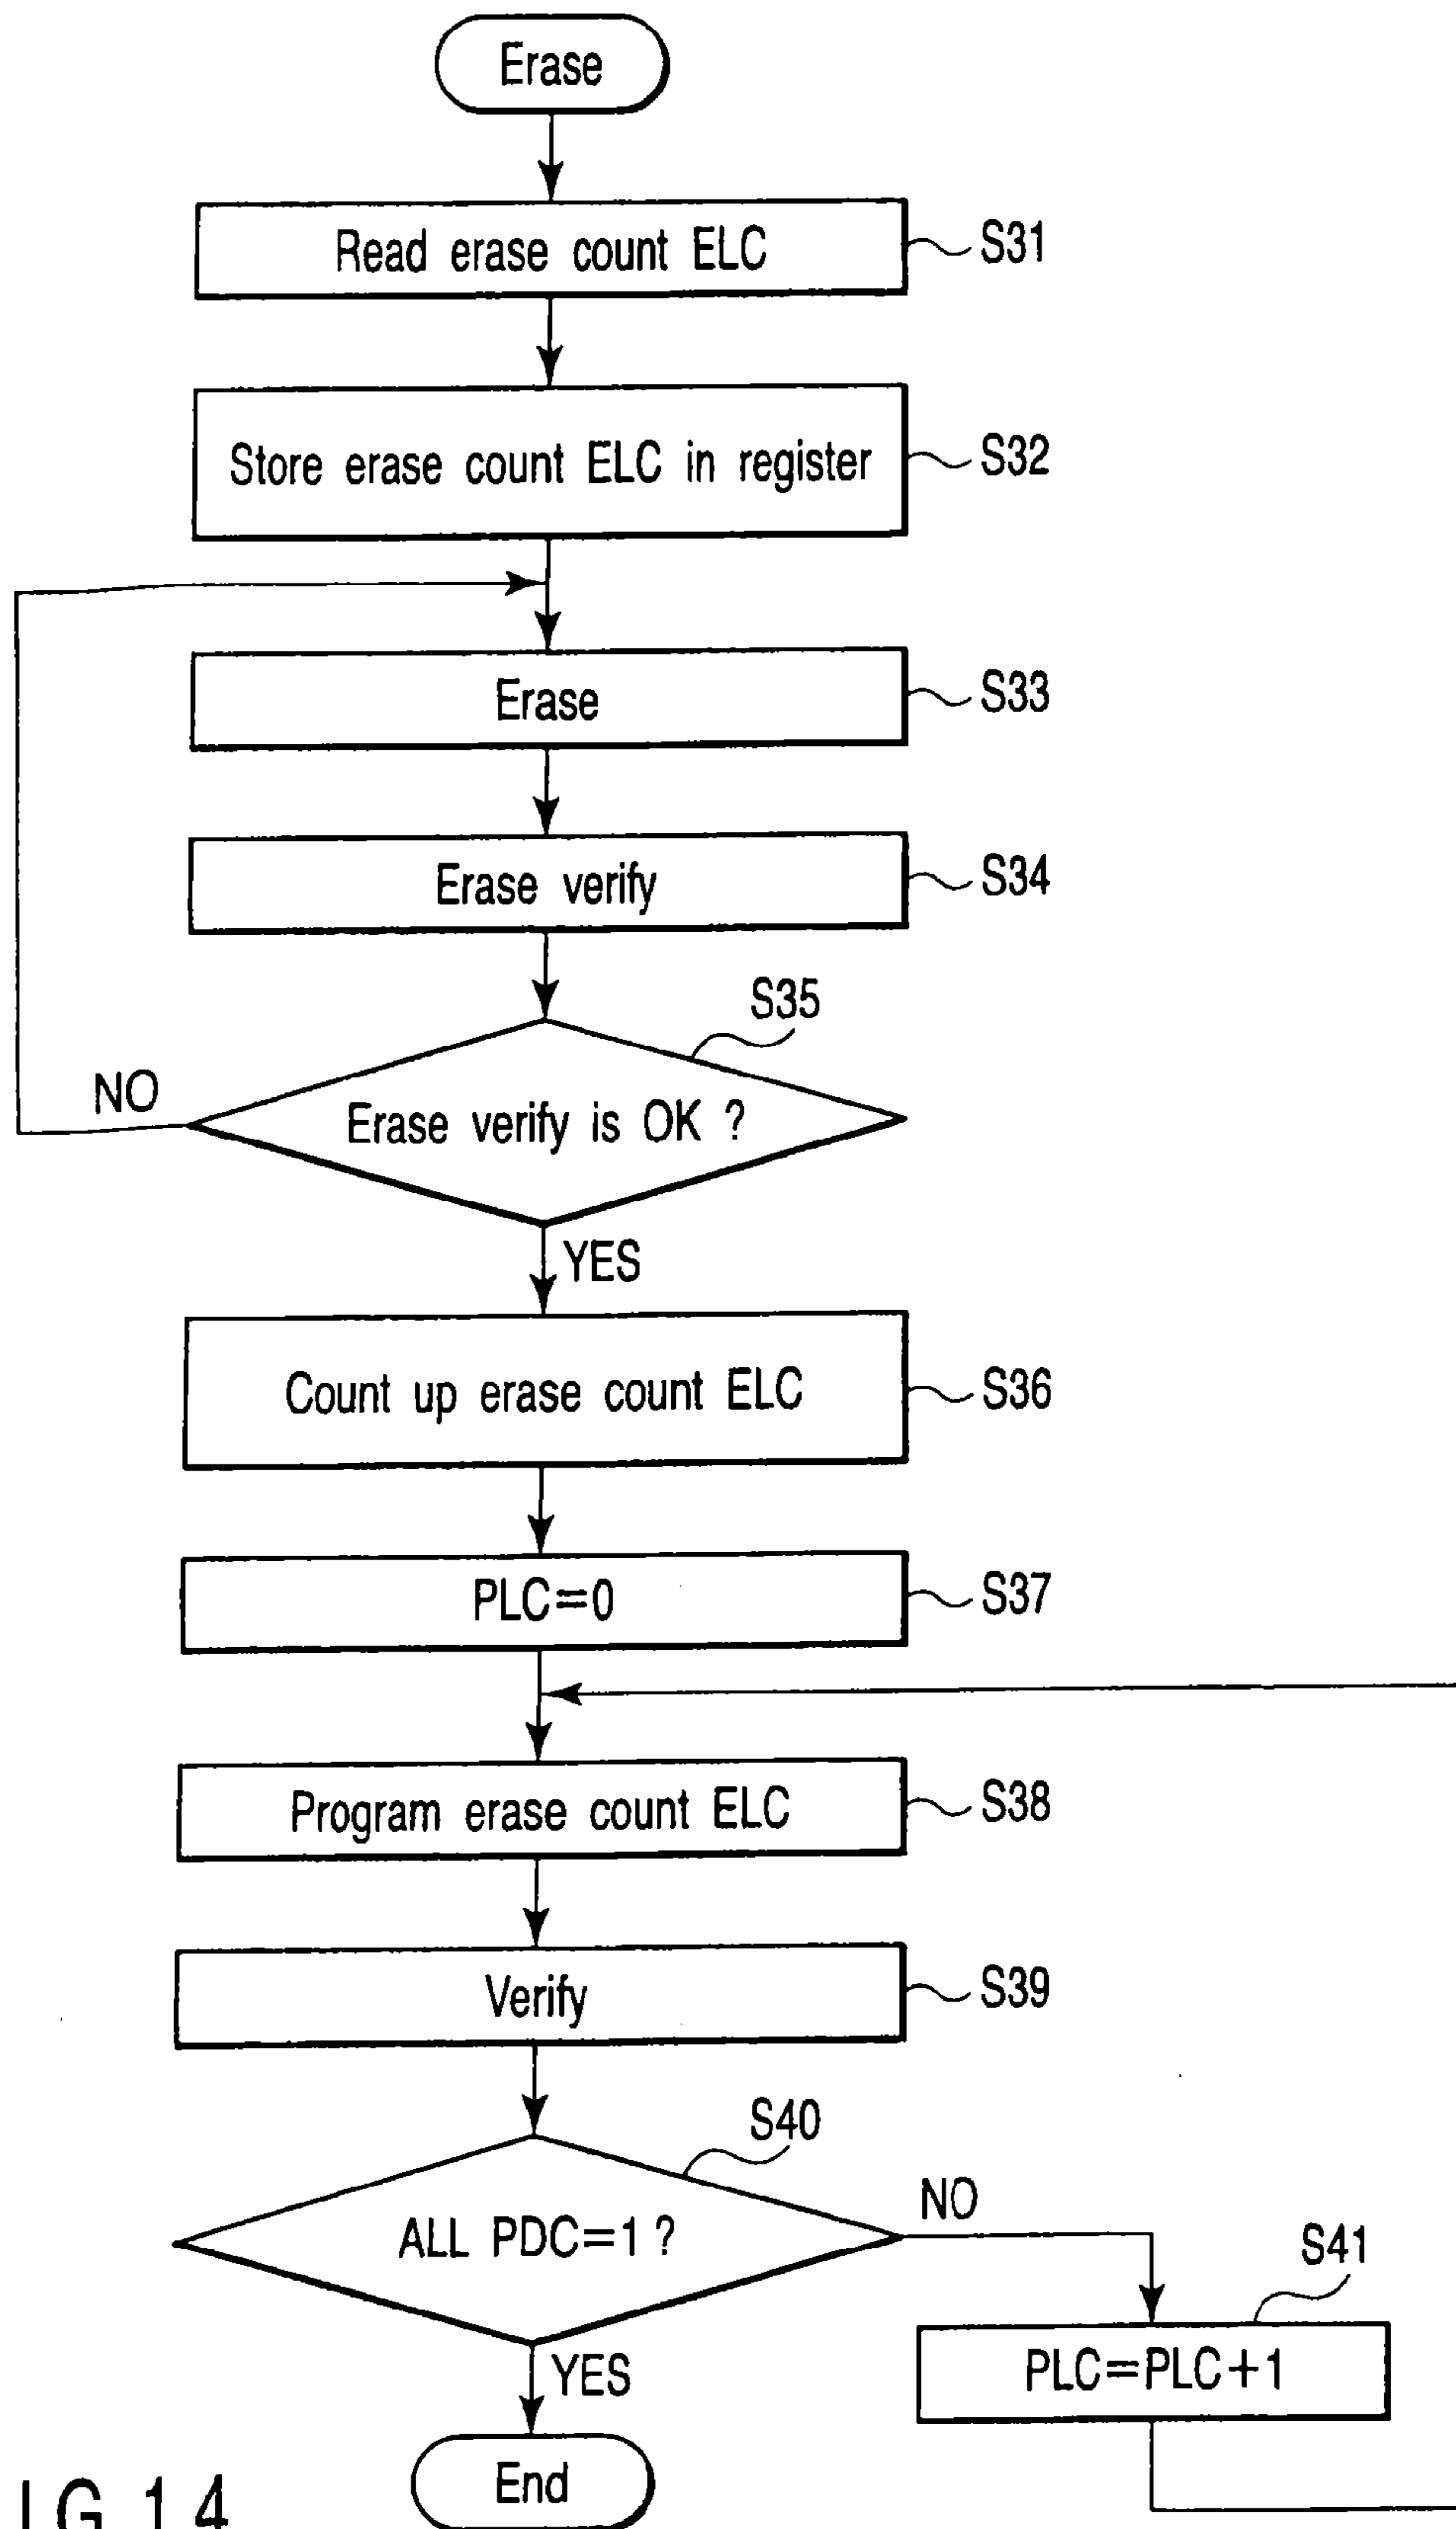 Erase
Read erase count ELC
S31
Store erase count ELC in register
S32
Erase
S33
Erase verify
S34
S35
NO
Erase verify is OK ?
YES
Count up erase count ELC
S36
PLC=0
S37
Program erase count ELC
S38
Verify
S39
S40
ALL PDC=1 ?
NO
S41
YES
PLC=PLC+1
End
IG 14